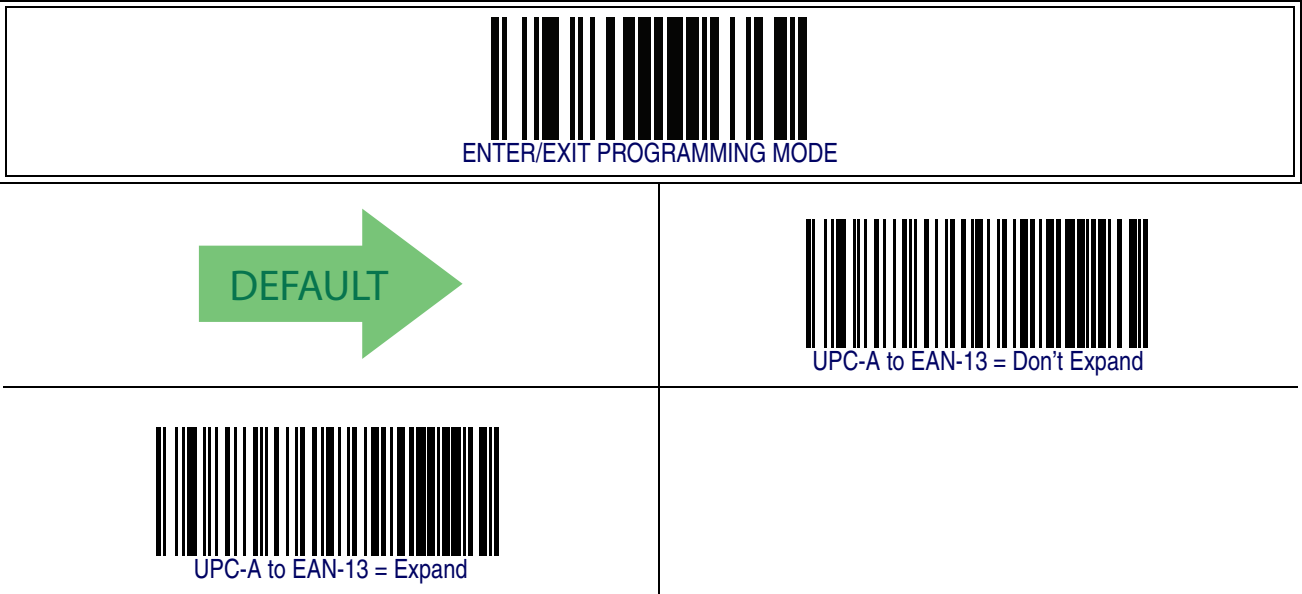 ENTER/EXIT PROGRAMMING MODE
DEFAULT
UPC-A to EAN-13 = Don't Expand
UPC-A to EAN-13 = Expand